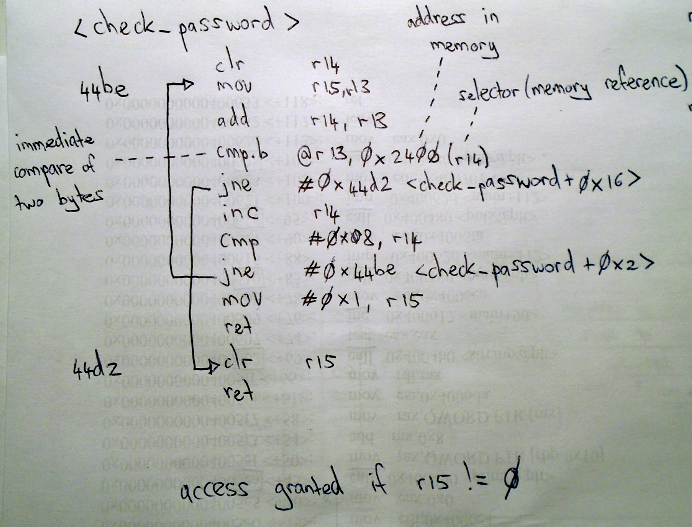 <check_password>
address in
memory
selector (memory reference)
clr r14
44be mov r15, r13
add r14, r13
immediate
compare of
two bytes
cmp.b @r13, 0x2400(r14)
jne #0x44d2 <check_password+0x16>
inc r14
cmp #0x08, r14
jne #0x44be <check_password +0x2>
mov #0x1, r15
ret
44d2 clr r15
ret
access granted if r15 != 0